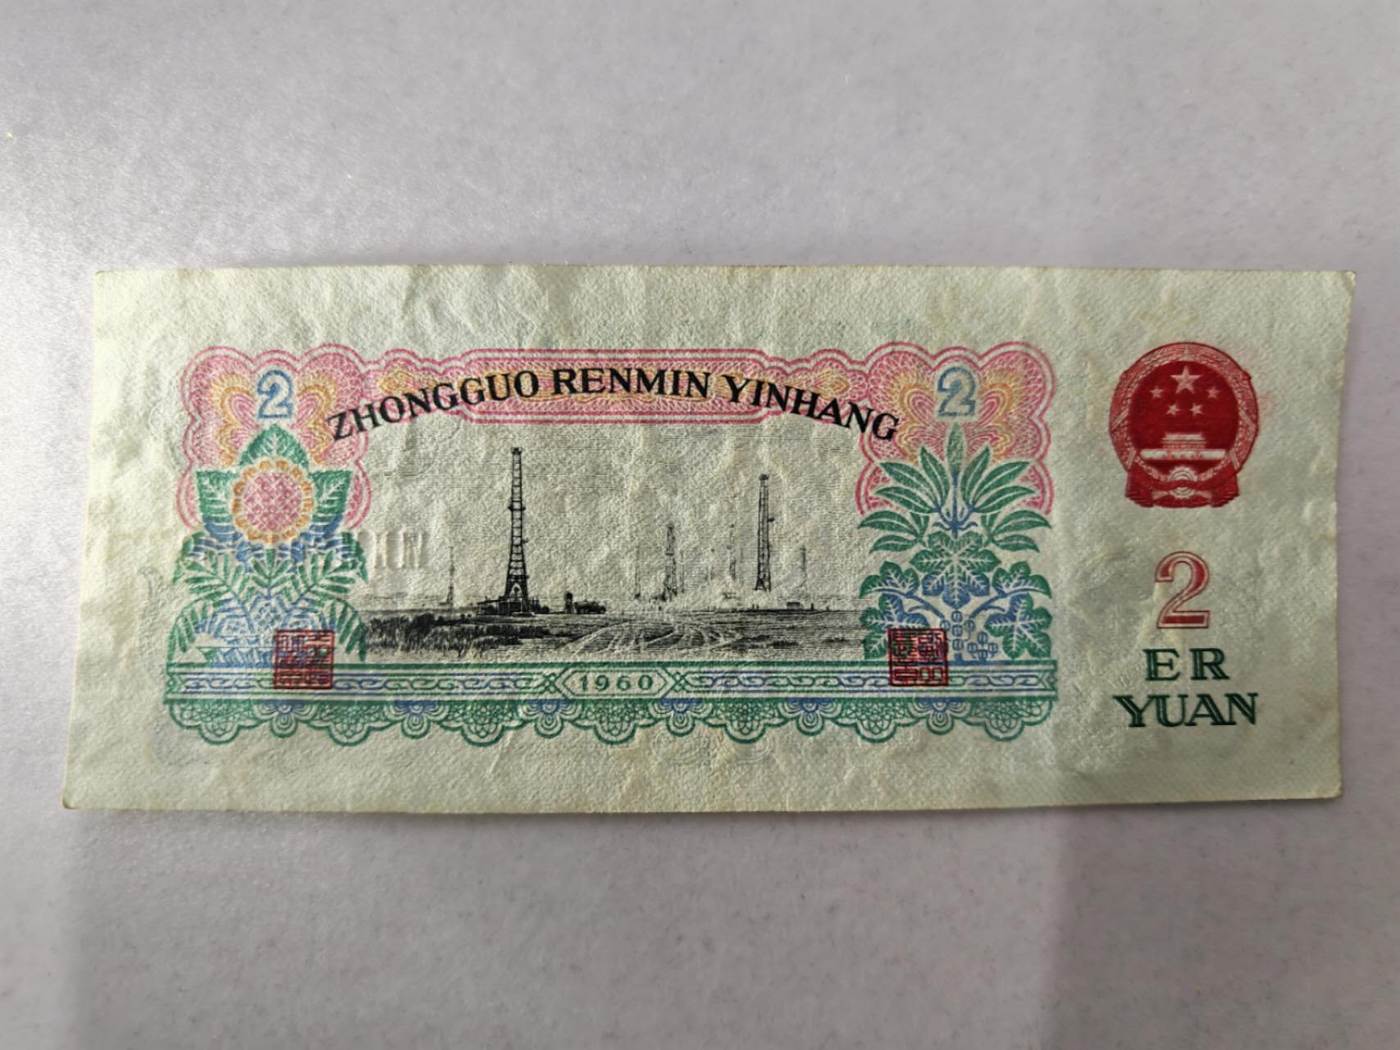 2
2
ZHONGGUO RENMIN YINHANG
1960
2
ER
YUAN